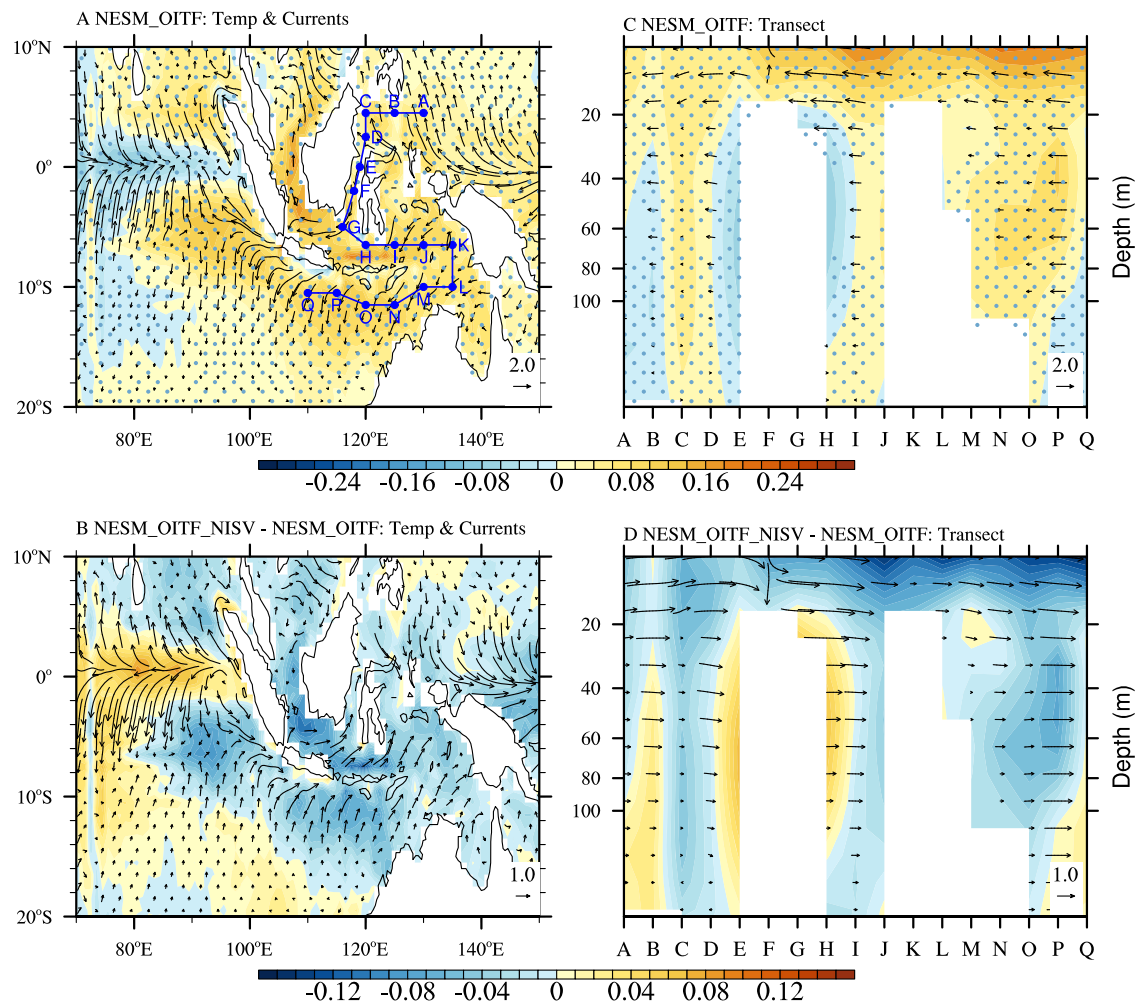 A NESM_OITF: Temp & Currents
10°N
0°
10°S
20°S
80°E 100°E 120°E 140°E
C B A
D
E
F
G
H I J K
L
M
N
O
P
Q
2.0
C NESM_OITF: Transect
20
40
60
80
100
Depth (m)
2.0
A B C D E F G H I J K L M N O P Q
-0.24 -0.16 -0.08 0 0.08 0.16 0.24
B NESM_OITF_NISV - NESM_OITF: Temp & Currents
10°N
0°
10°S
20°S
80°E 100°E 120°E 140°E
1.0
D NESM_OITF_NISV - NESM_OITF: Transect
20
40
60
80
100
Depth (m)
1.0
A B C D E F G H I J K L M N O P Q
-0.12 -0.08 -0.04 0 0.04 0.08 0.12